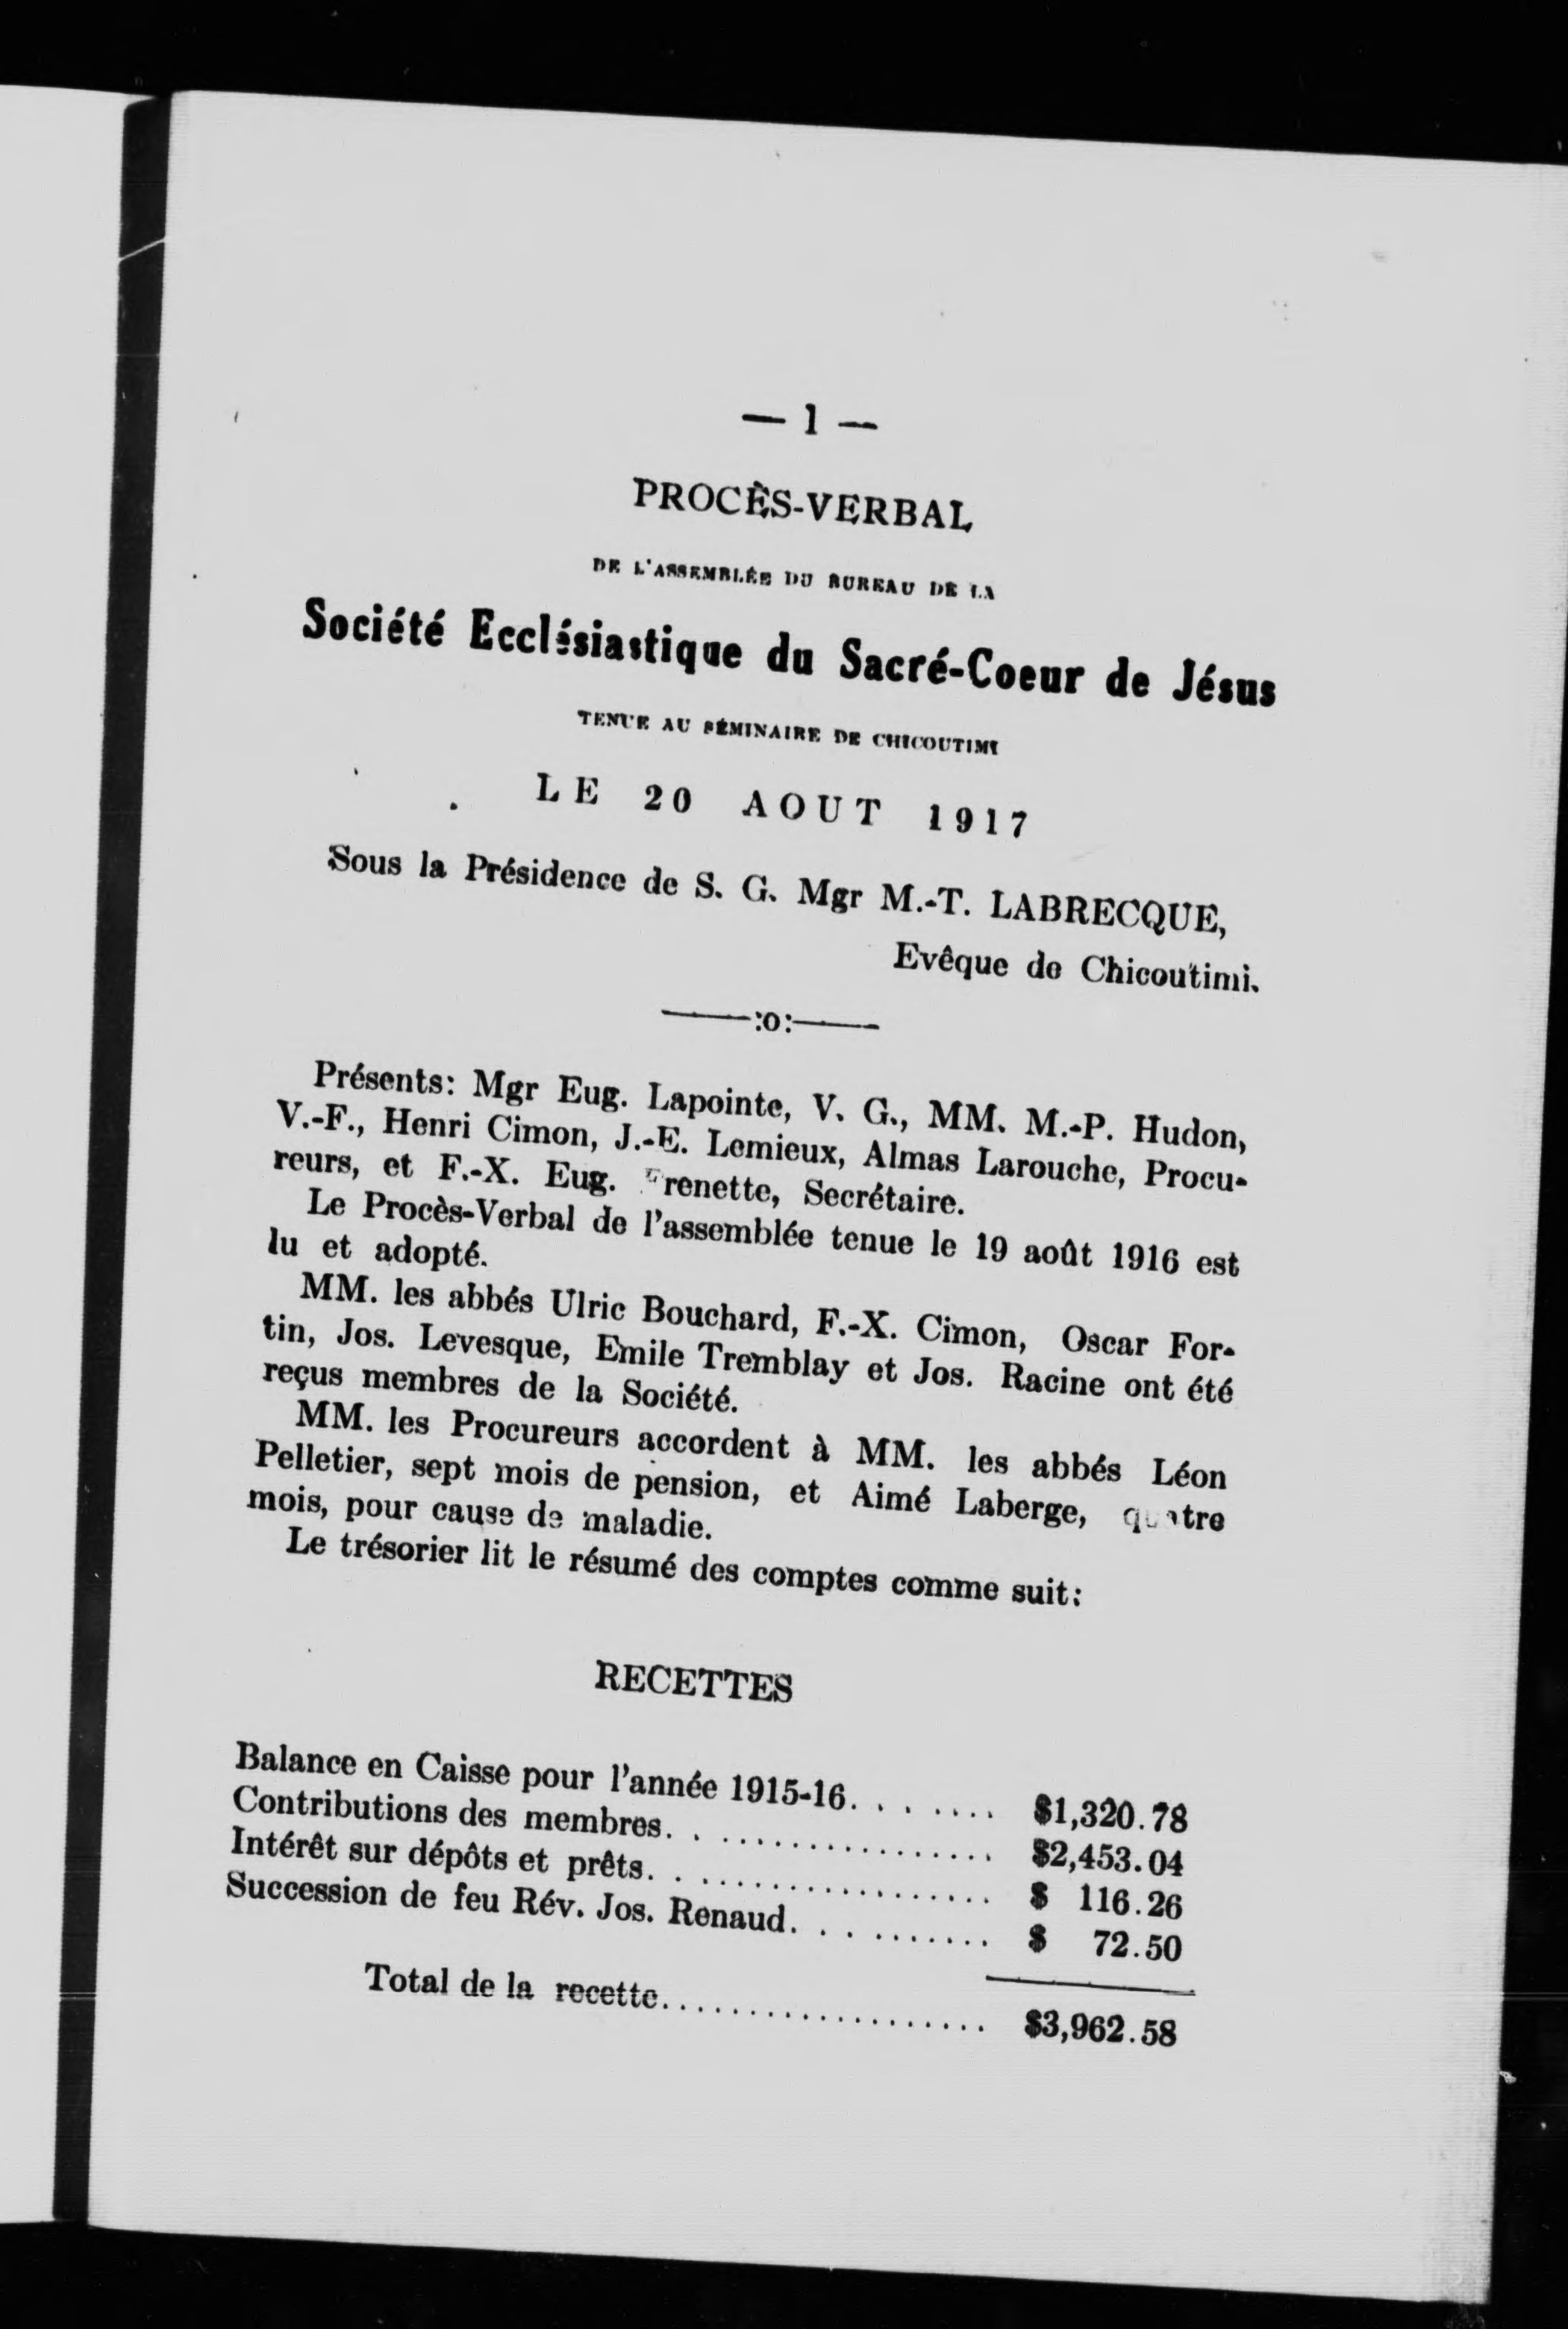 — 1 —
PROCÈS-VERBAL
DE L'ASSEMBLÉE DU BUREAU DE LA
Société Ecclésiastique du Sacré-Coeur de Jésus
TENUE AU SÉMINAIRE DE CHICOUTIMI
LE 20 AOUT 1917
Sous la Présidence de S. G. Mgr M.-T. LABRECQUE,
Evêque de Chicoutimi.
———:o:———
Présents: Mgr Eug. Lapointe, V. G., MM. M.-P. Hudon,
V.-F., Henri Cimon, J.-E. Lemieux, Almas Larouche, Procu-
reurs, et F.-X. Eug. Frenette, Secrétaire.
Le Procès-Verbal de l'assemblée tenue le 19 août 1916 est
lu et adopté.
MM. les abbés Ulric Bouchard, F.-X. Cimon, Oscar For-
tin, Jos. Levesque, Emile Tremblay et Jos. Racine ont été
reçus membres de la Société.
MM. les Procureurs accordent à MM. les abbés Léon
Pelletier, sept mois de pension, et Aimé Laberge, quatre
mois, pour cause de maladie.
Le trésorier lit le résumé des comptes comme suit:
RECETTES
Balance en Caisse pour l'année 1915-16........ $1,320.78
Contributions des membres.................. $2,453.04
Intérêt sur dépôts et prêts................... $ 116.26
Succession de feu Rév. Jos. Renaud........... $ 72.50
Total de la recette................... $3,962.58